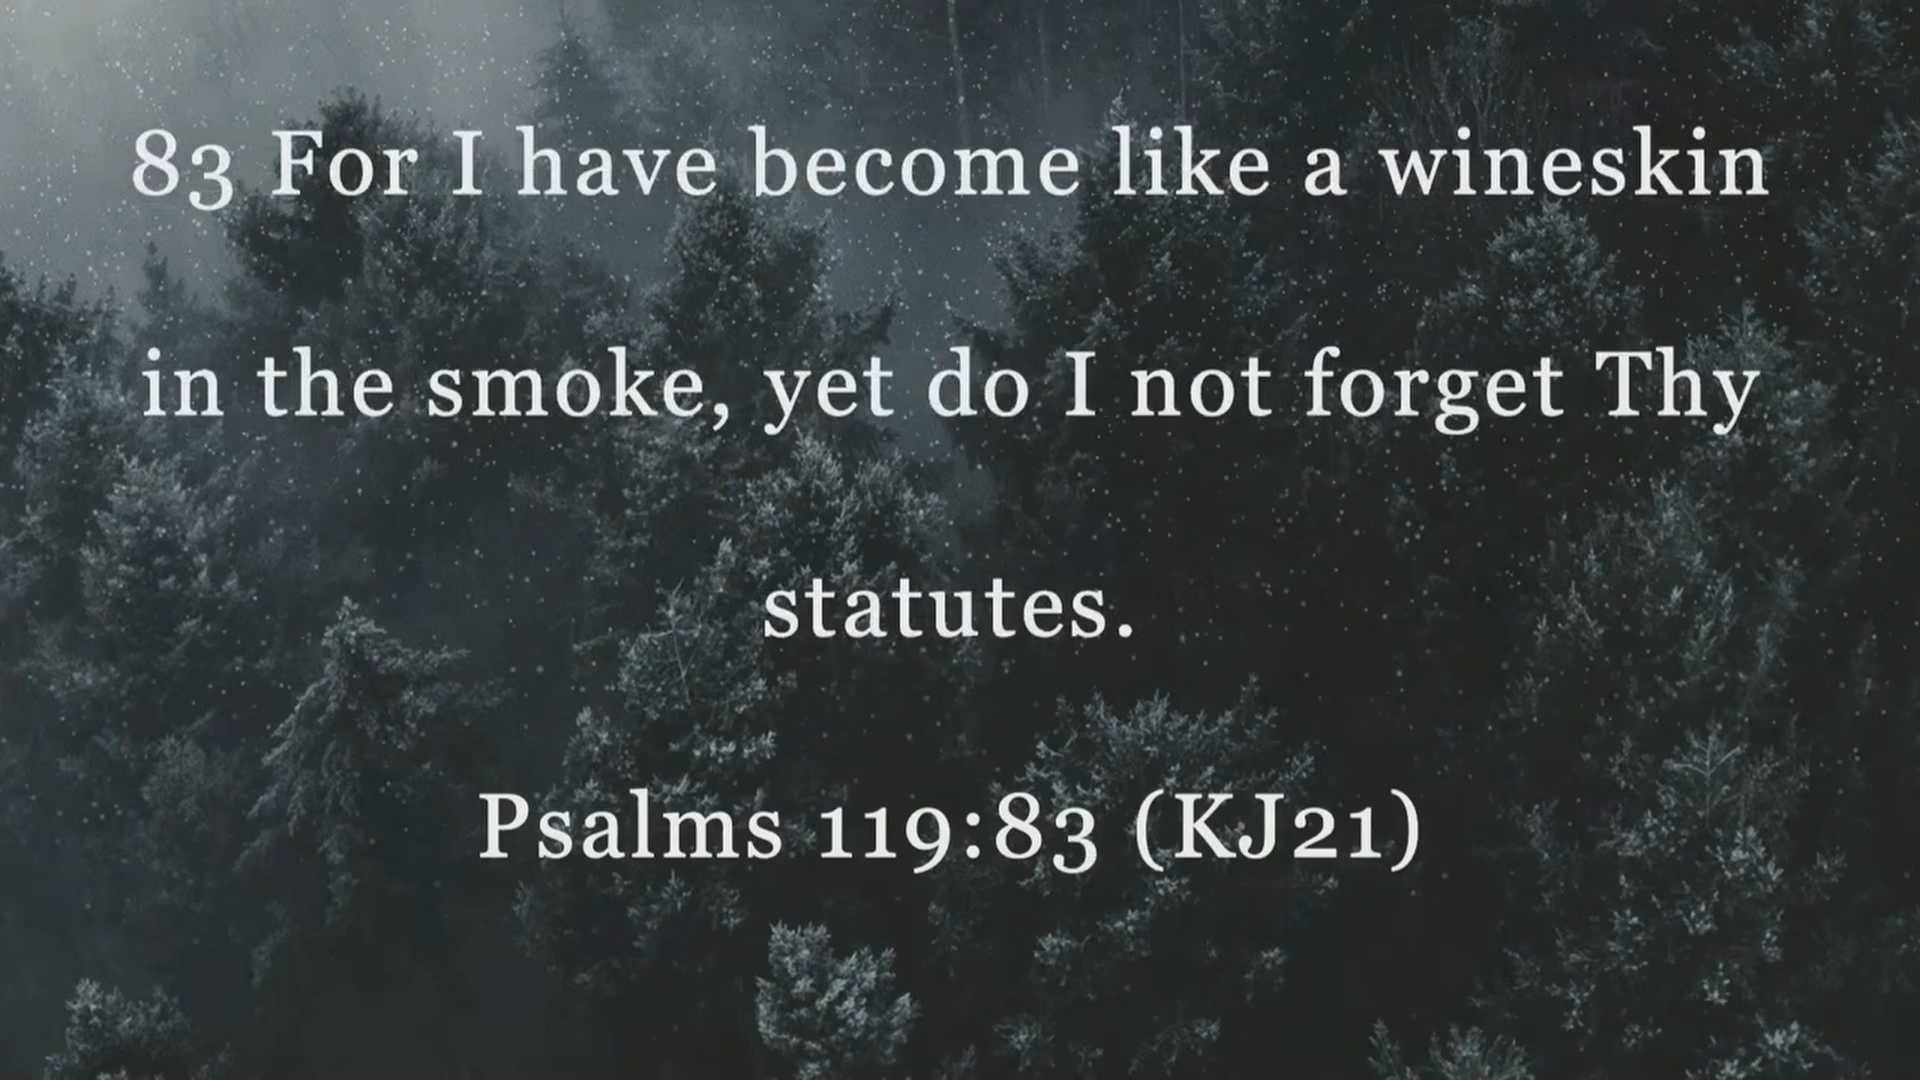 83 For I have become like a wineskin
in the smoke, yet do I not forget Thy
statutes.
Psalms 119:83 (KJ21)